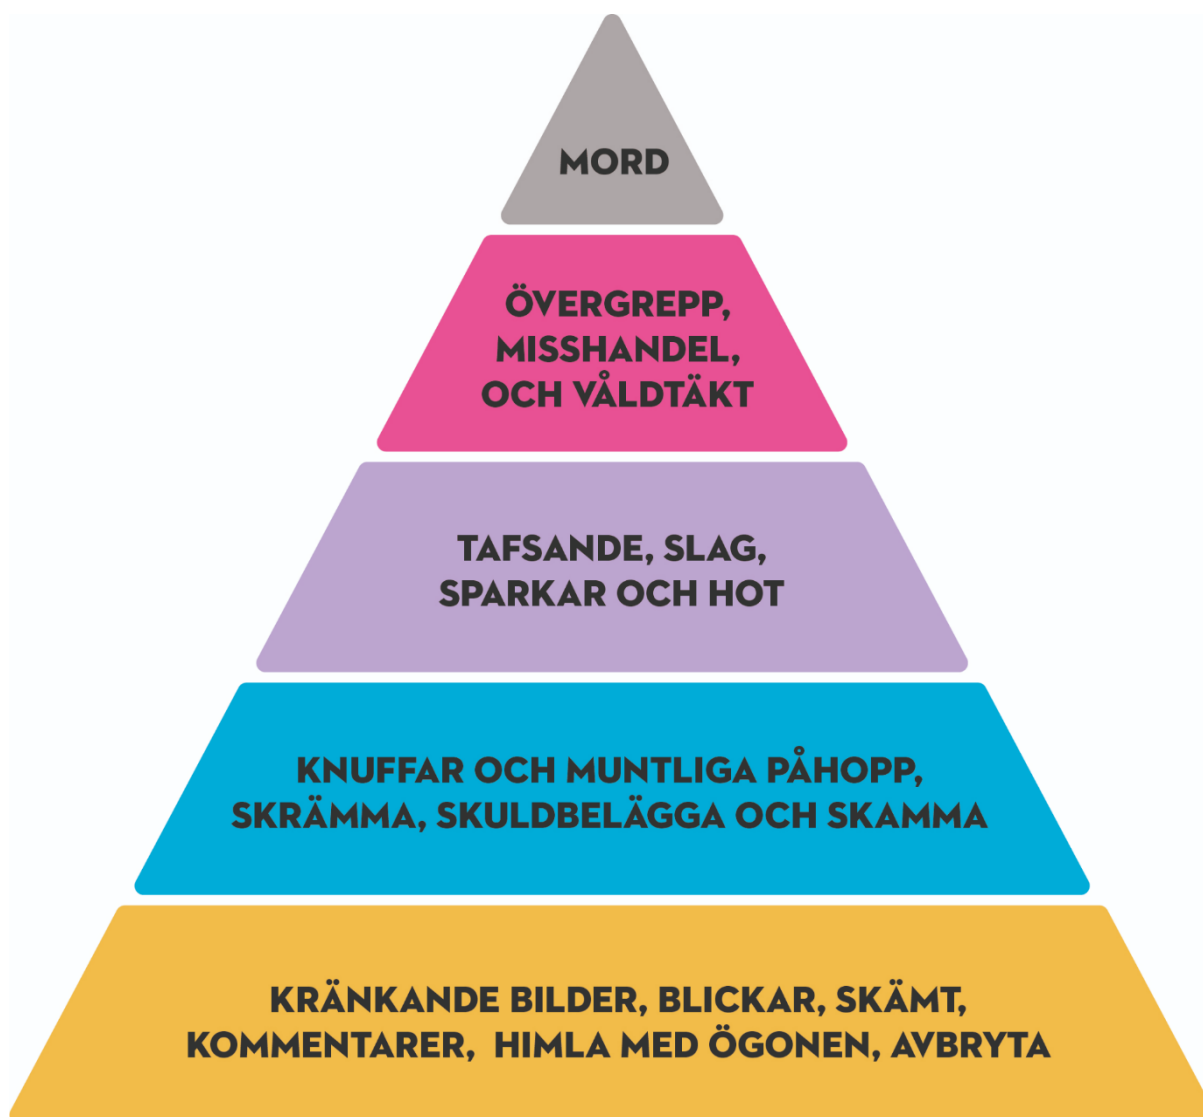 MORD
ÖVERGREPP,
MISSHANDEL,
OCH VÅLDTÄKT
TAFSANDE, SLAG,
SPARKAR OCH HOT
KNUFFAR OCH MUNTLIGA PÅHOPP,
SKRÄMMA, SKULDBELÄGGA OCH SKAMMA
KRÄNKANDE BILDER, BLICKAR, SKÄMT,
KOMMENTARER, HIMLA MED ÖGONEN, AVBRYTA